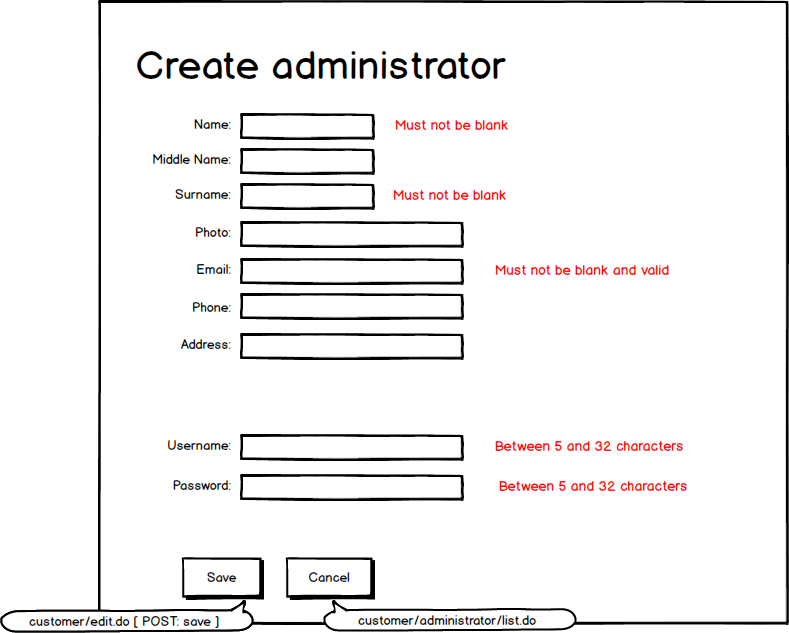 Create administrator
Name: Must not be blank
Middle Name:
Surname: Must not be blank
Photo:
Email: Must not be blank and valid
Phone:
Address:
Username: Between 5 and 32 characters
Password: Between 5 and 32 characters
Save Cancel
customer/edit.do [ POST: save ] customer/administrator/list.do